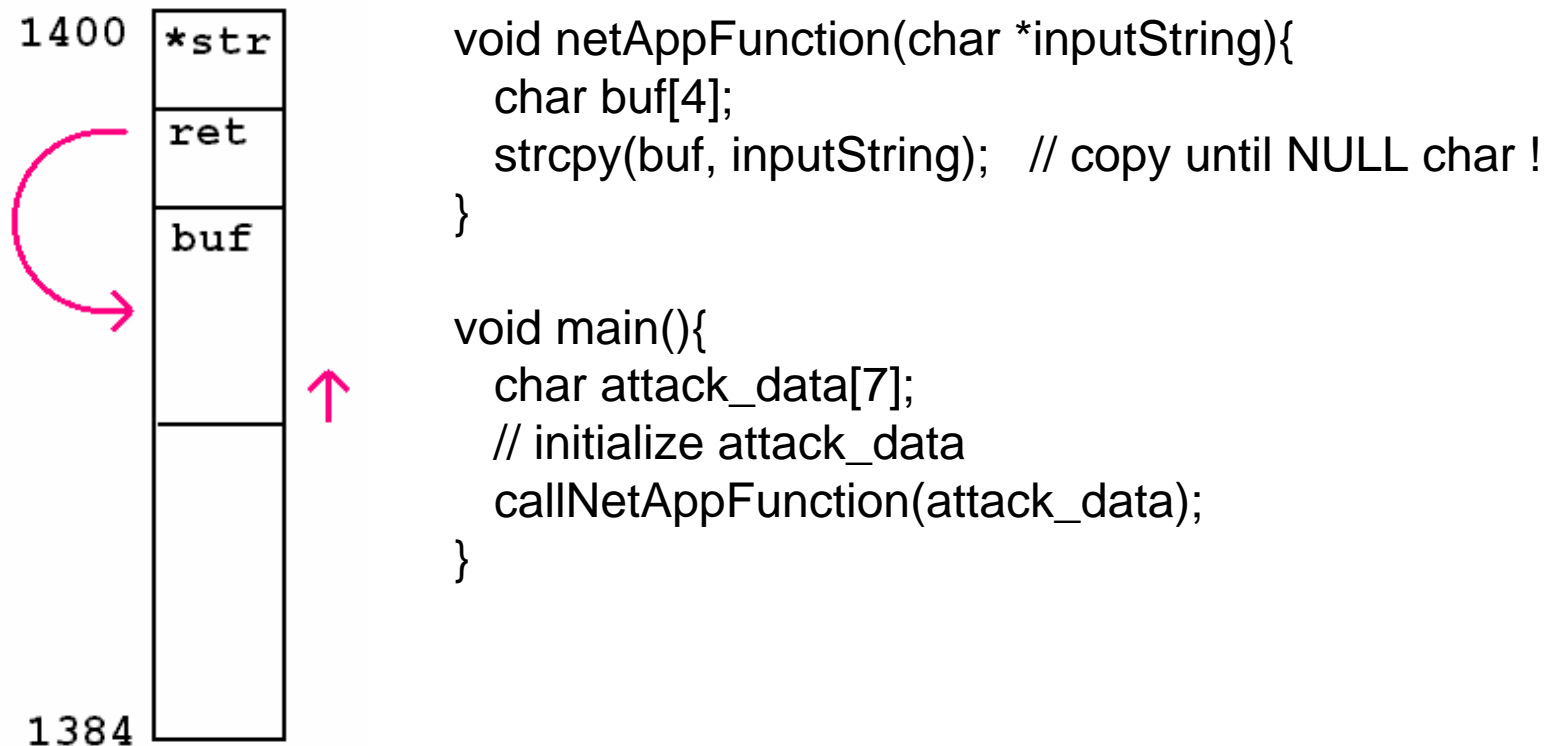 1400
*str
ret
buf
1384
void netAppFunction(char *inputString){
char buf[4];
strcpy(buf, inputString); // copy until NULL char !
}
void main(){
char attack_data[7];
// initialize attack_data
callNetAppFunction(attack_data);
}